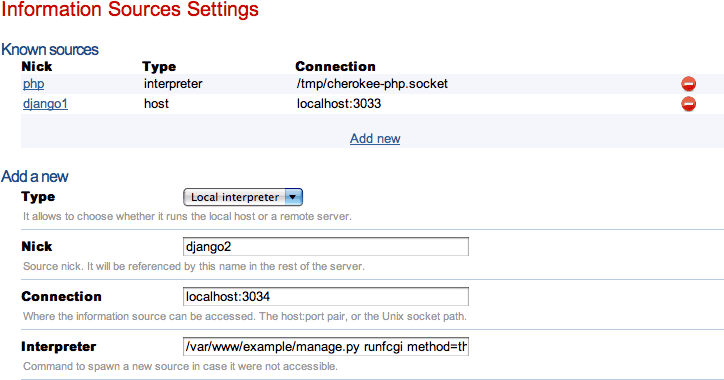 Information Sources Settings
Known sources
Nick Type Connection
php interpreter /tmp/cherokee-php.socket
django1 host localhost:3033
Add new
Add a new
Type Local interpreter
It allows to choose whether it runs the local host or a remote server.
Nick django2
Source nick. It will be referenced by this name in the rest of the server.
Connection localhost:3034
Where the information source can be accessed. The host:port pair, or the Unix socket path.
Interpreter /var/www/example/manage.py runfcgi method=th
Command to spawn a new source in case it were not accessible.